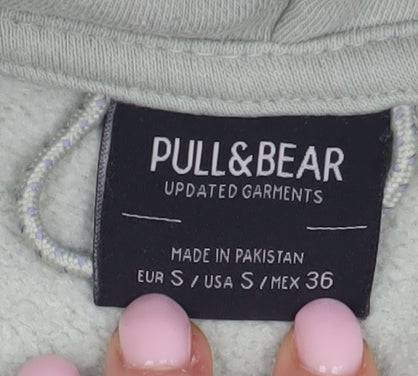 PULL&BEAR
UPDATED GARMENTS
MADE IN PAKISTAN
EUR S / USA S / MEX 36